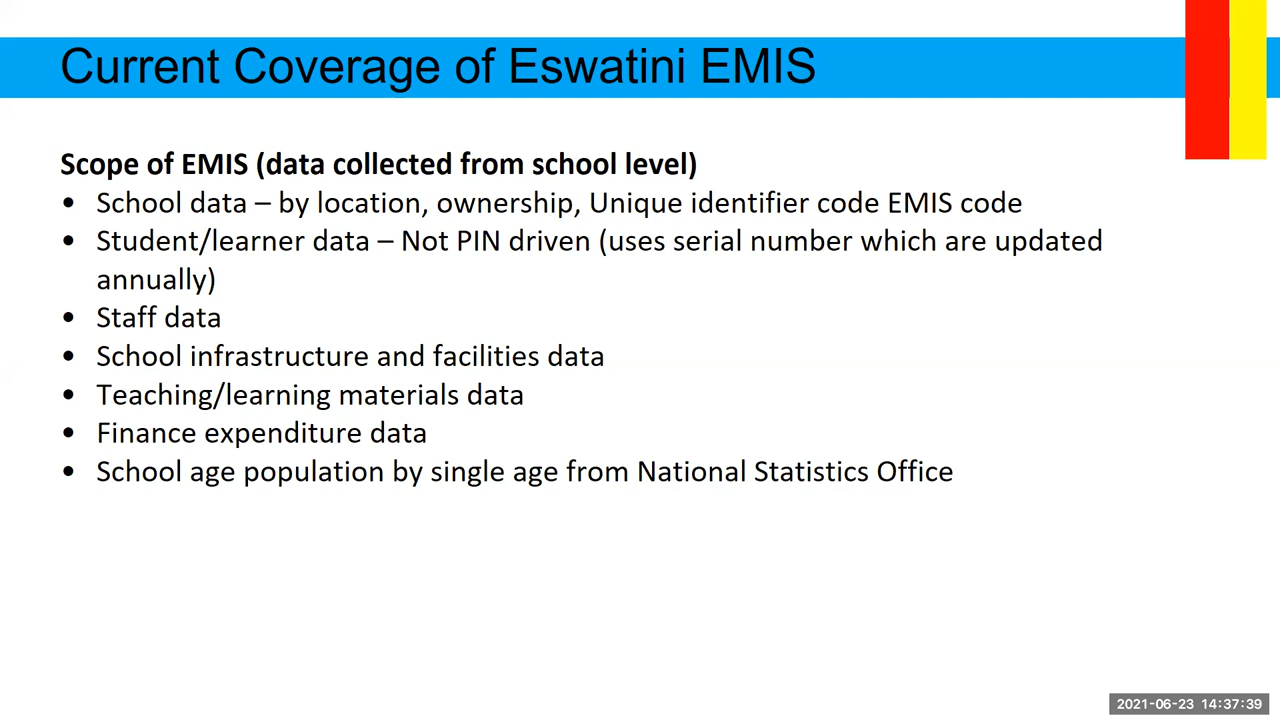 Current Coverage of Eswatini EMIS
Scope of EMIS (data collected from school level)
• School data – by location, ownership, Unique identifier code EMIS code
• Student/learner data – Not PIN driven (uses serial number which are updated
annually)
• Staff data
• School infrastructure and facilities data
• Teaching/learning materials data
• Finance expenditure data
• School age population by single age from National Statistics Office
2021-06-23 14:37:39